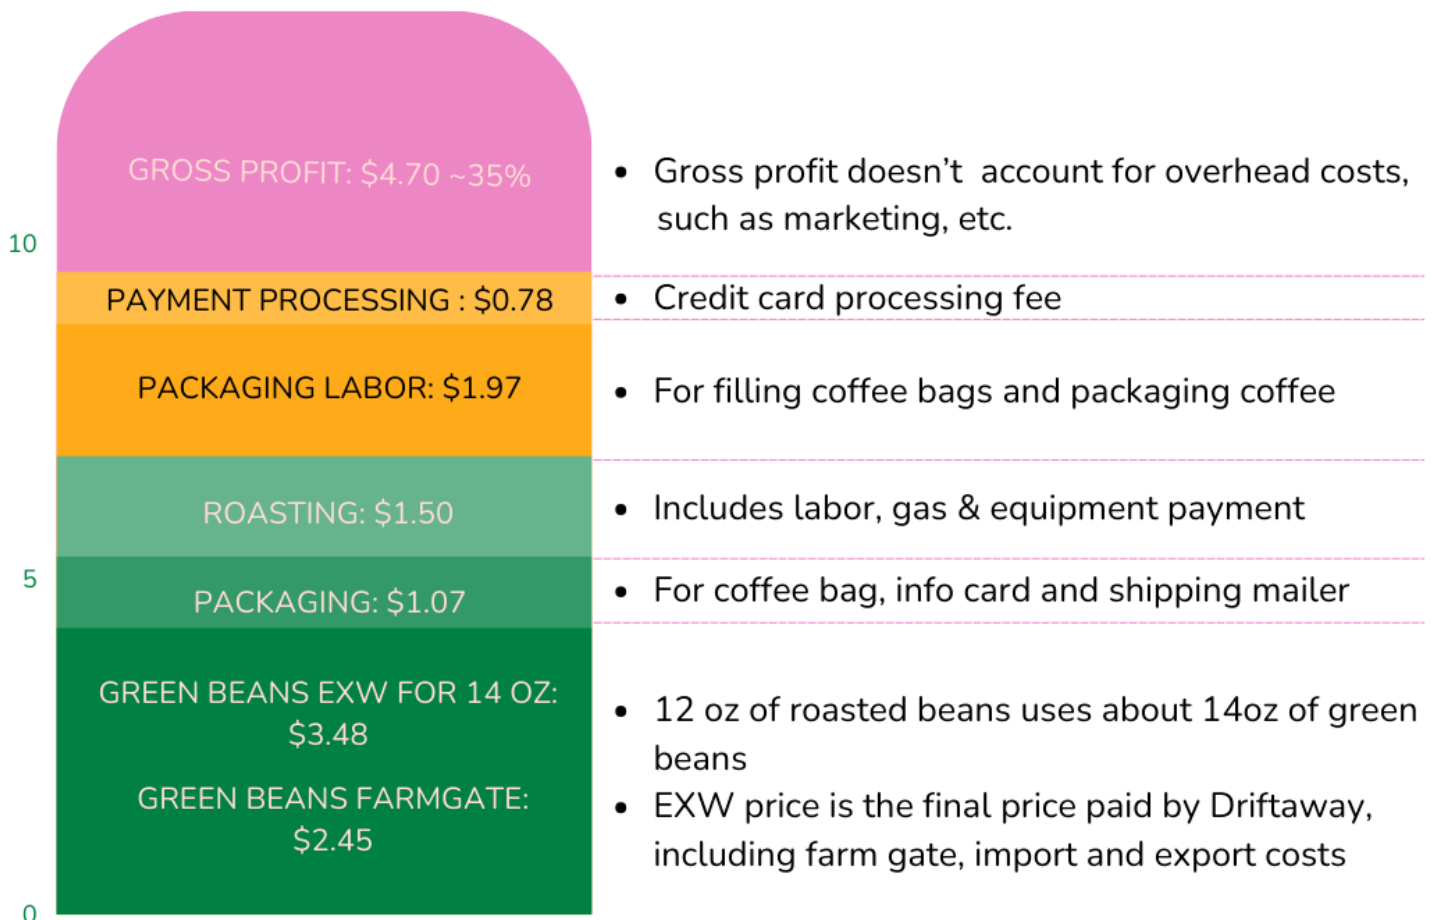 GROSS PROFIT: $4.70 ~35%
• Gross profit doesn’t  account for overhead costs,
such as marketing, etc.
10
PAYMENT PROCESSING : $0.78
• Credit card processing fee
PACKAGING LABOR: $1.97
• For filling coffee bags and packaging coffee
ROASTING: $1.50
• Includes labor, gas & equipment payment
5
PACKAGING: $1.07
• For coffee bag, info card and shipping mailer
GREEN BEANS EXW FOR 14 OZ:
$3.48
GREEN BEANS FARMGATE:
$2.45
• 12 oz of roasted beans uses about 14oz of green
beans
• EXW price is the final price paid by Driftaway,
including farm gate, import and export costs
0